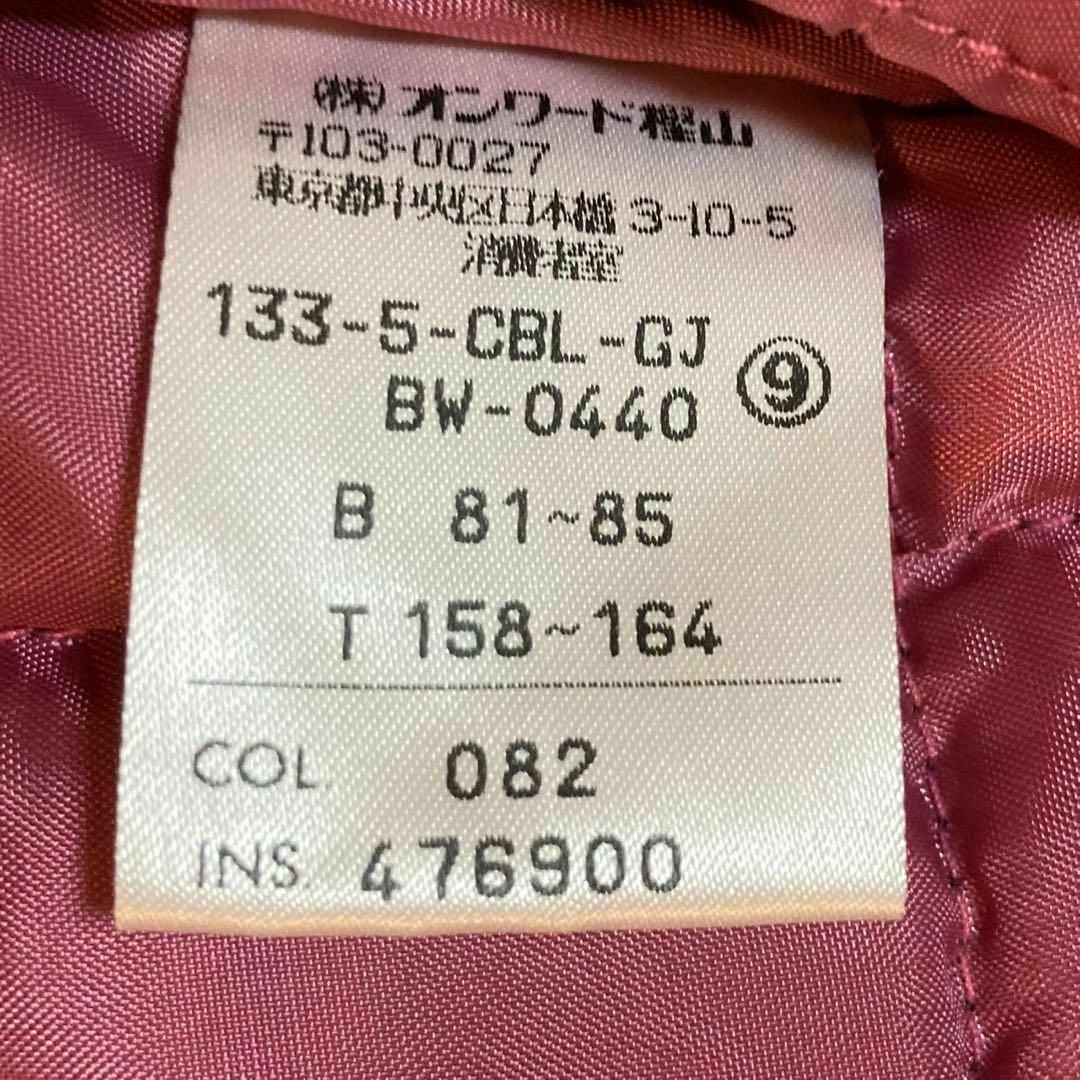 (株)オンワード樫山
〒103-0027
東京都中央区日本橋3-10-5
消費者室
133-5-CBL-GJ
BW-0440 ⑨
B 81~85
T 158~164
COL. 082
INS. 476900